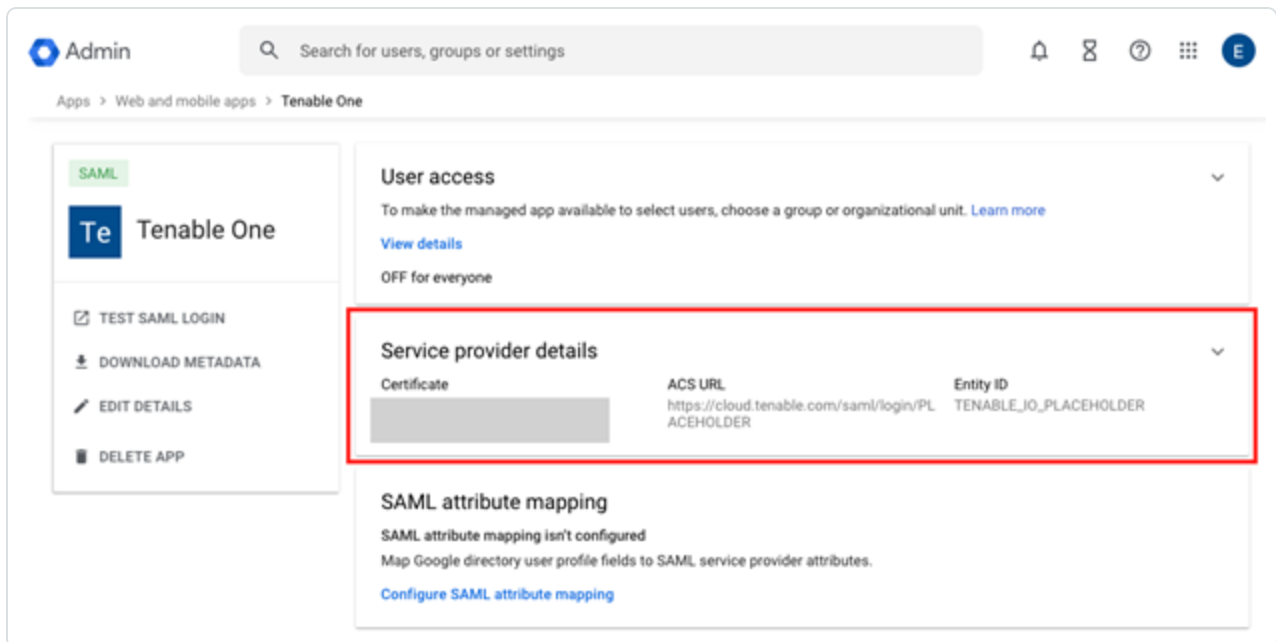 Admin
Search for users, groups or settings
E
Apps > Web and mobile apps > Tenable One
SAML
Te
Tenable One
TEST SAML LOGIN
DOWNLOAD METADATA
EDIT DETAILS
DELETE APP
User access
To make the managed app available to select users, choose a group or organizational unit. Learn more
View details
OFF for everyone
Service provider details
Certificate
ACS URL
https://cloud.tenable.com/saml/login/PL
ACEHOLDER
Entity ID
TENABLE_IO_PLACEHOLDER
SAML attribute mapping
SAML attribute mapping isn't configured
Map Google directory user profile fields to SAML service provider attributes.
Configure SAML attribute mapping